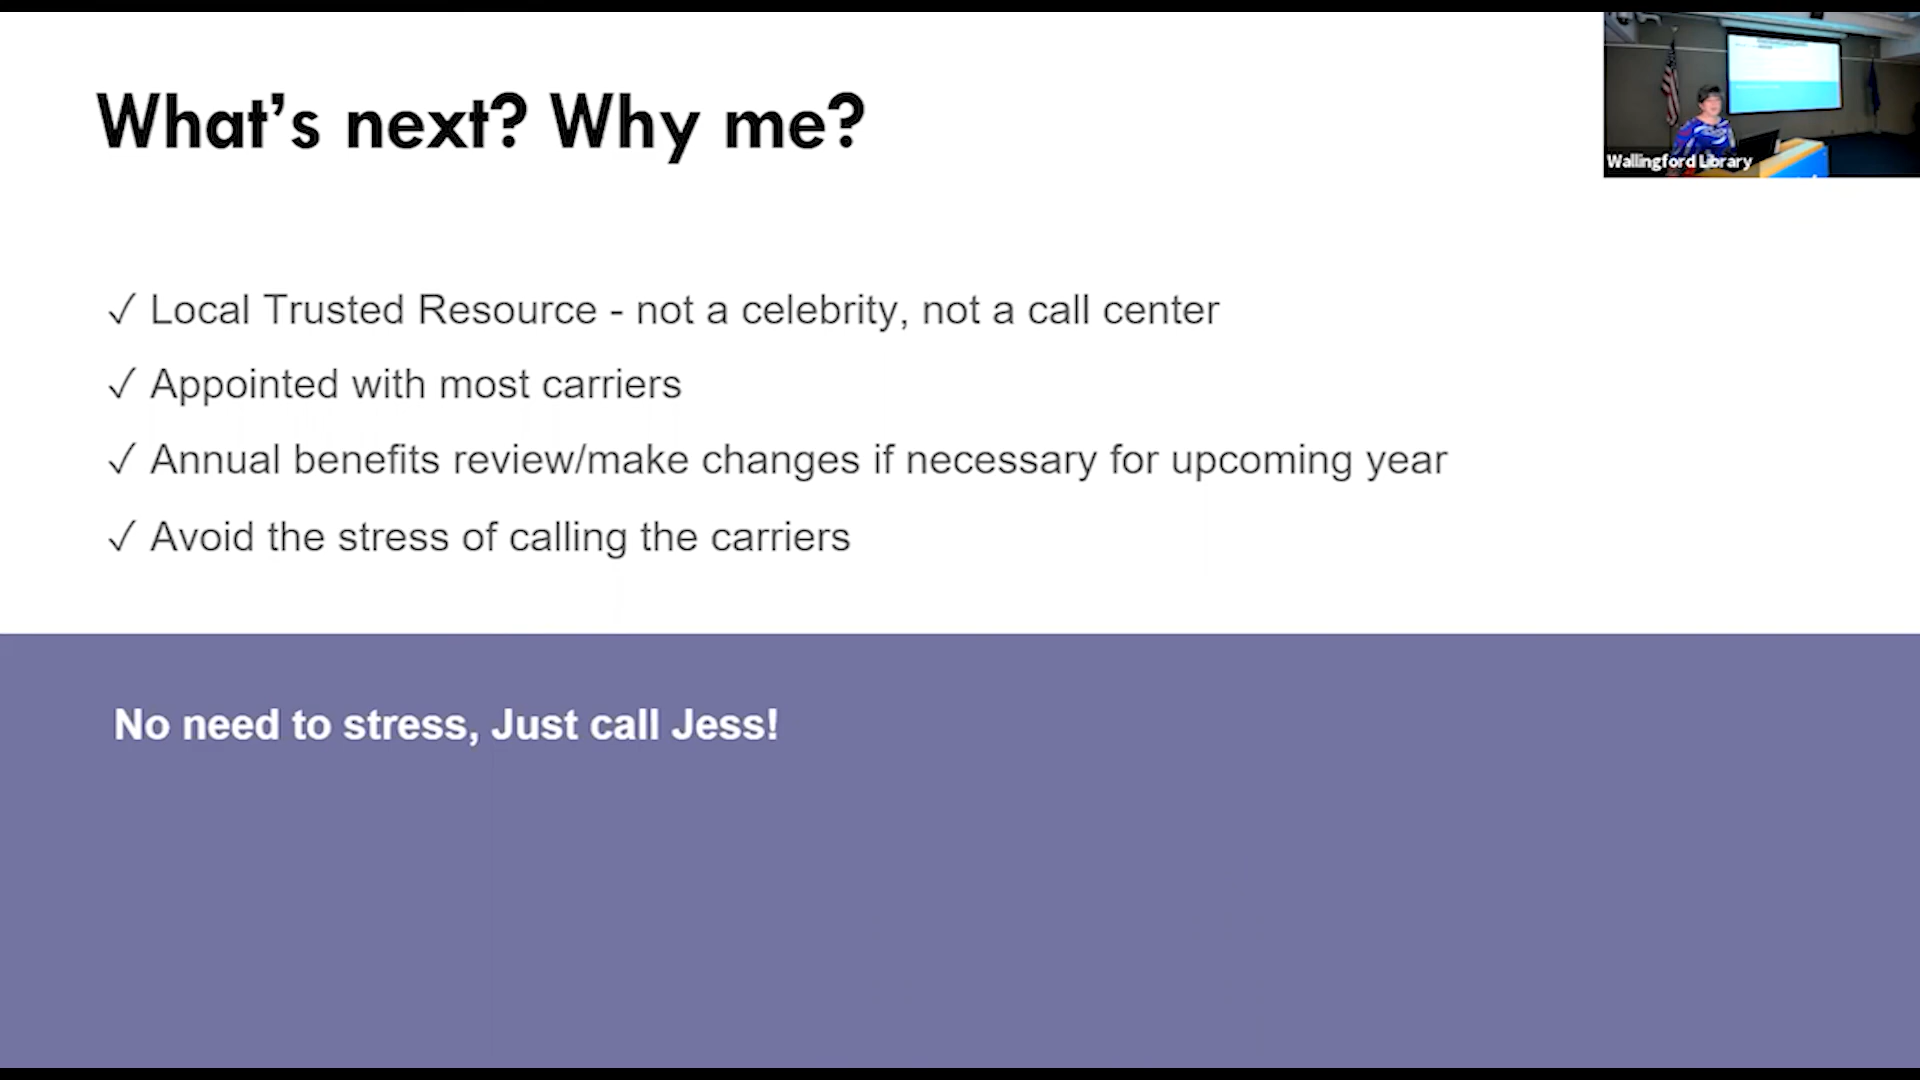 What’s next? Why me?
Wallingford Library
✓ Local Trusted Resource - not a celebrity, not a call center
✓ Appointed with most carriers
✓ Annual benefits review/make changes if necessary for upcoming year
✓ Avoid the stress of calling the carriers
No need to stress, Just call Jess!